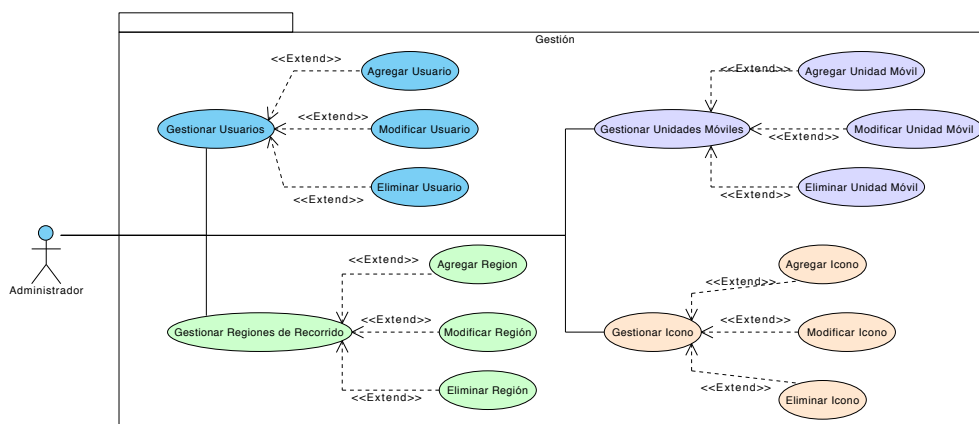 Gestión
<<Extend>>
Agregar Usuario
<<Extend>>
Gestionar Usuarios
Modificar Usuario
Eliminar Usuario
<<Extend>>
<<Extend>>
Agregar Unidad Móvil
Gestionar Unidades Móviles
Modificar Unidad Móvil
<<Extend>>
Eliminar Unidad Móvil
<<Extend>>
Administrador
<<Extend>>
Agregar Region
<<Extend>>
Gestionar Regiones de Recorrido
Modificar Región
Eliminar Región
<<Extend>>
Agregar Icono
<<Extend>>
<<Extend>>
Gestionar Icono
Modificar Icono
<<Extend>>
Eliminar Icono